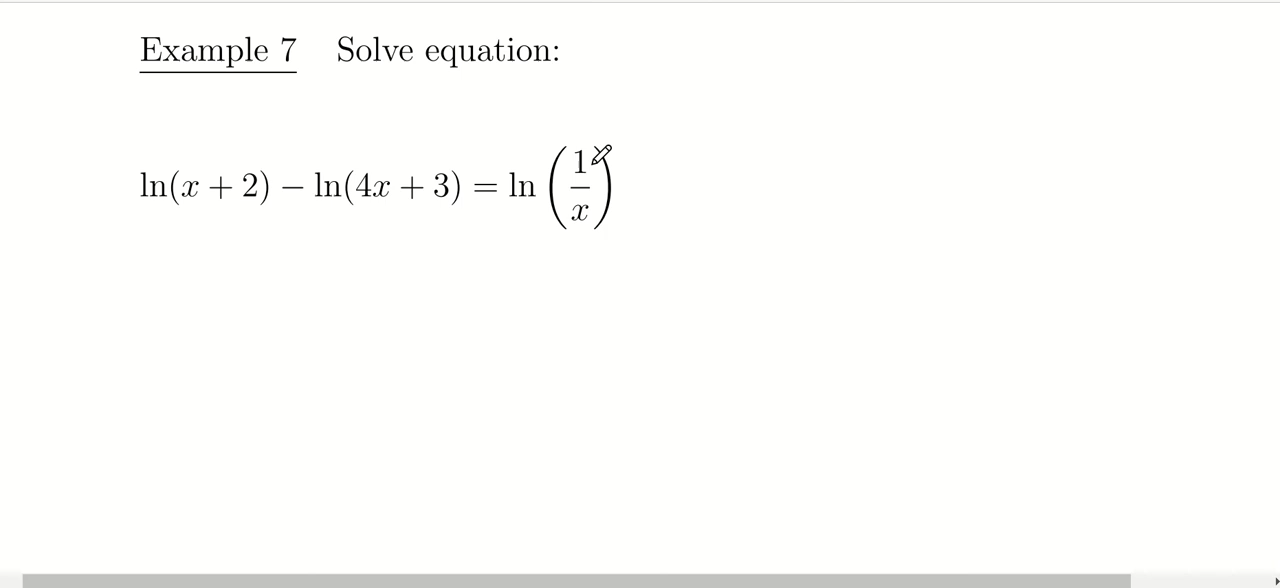 Example 7 Solve equation:
ln(x + 2) − ln(4x + 3) = ln (1/x)